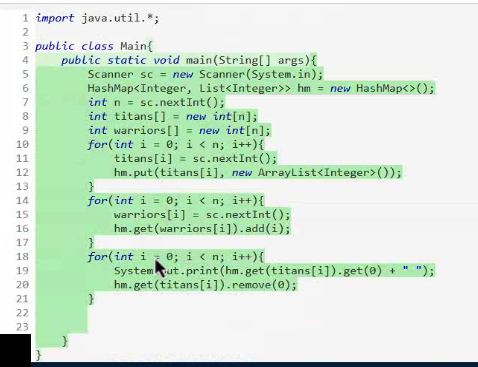 1 import java.util.*;
2
3 public class Main{
4 public static void main(String[] args){
5 Scanner sc = new Scanner(System.in);
6 HashMap<Integer, List<Integer>> hm = new HashMap<>();
7 int n = sc.nextInt();
8 int titans[] = new int[n];
9 int warriors[] = new int[n];
10 for(int i = 0; i < n; i++){
11 titans[i] = sc.nextInt();
12 hm.put(titans[i], new ArrayList<Integer>());
13 }
14 for(int i = 0; i < n; i++){
15 warriors[i] = sc.nextInt();
16 hm.get(warriors[i]).add(i);
17 }
18 for(int i = 0; i < n; i++){
19 System.out.print(hm.get(titans[i]).get(0) + " ");
20 hm.get(titans[i]).remove(0);
21 }
22
23
}
}